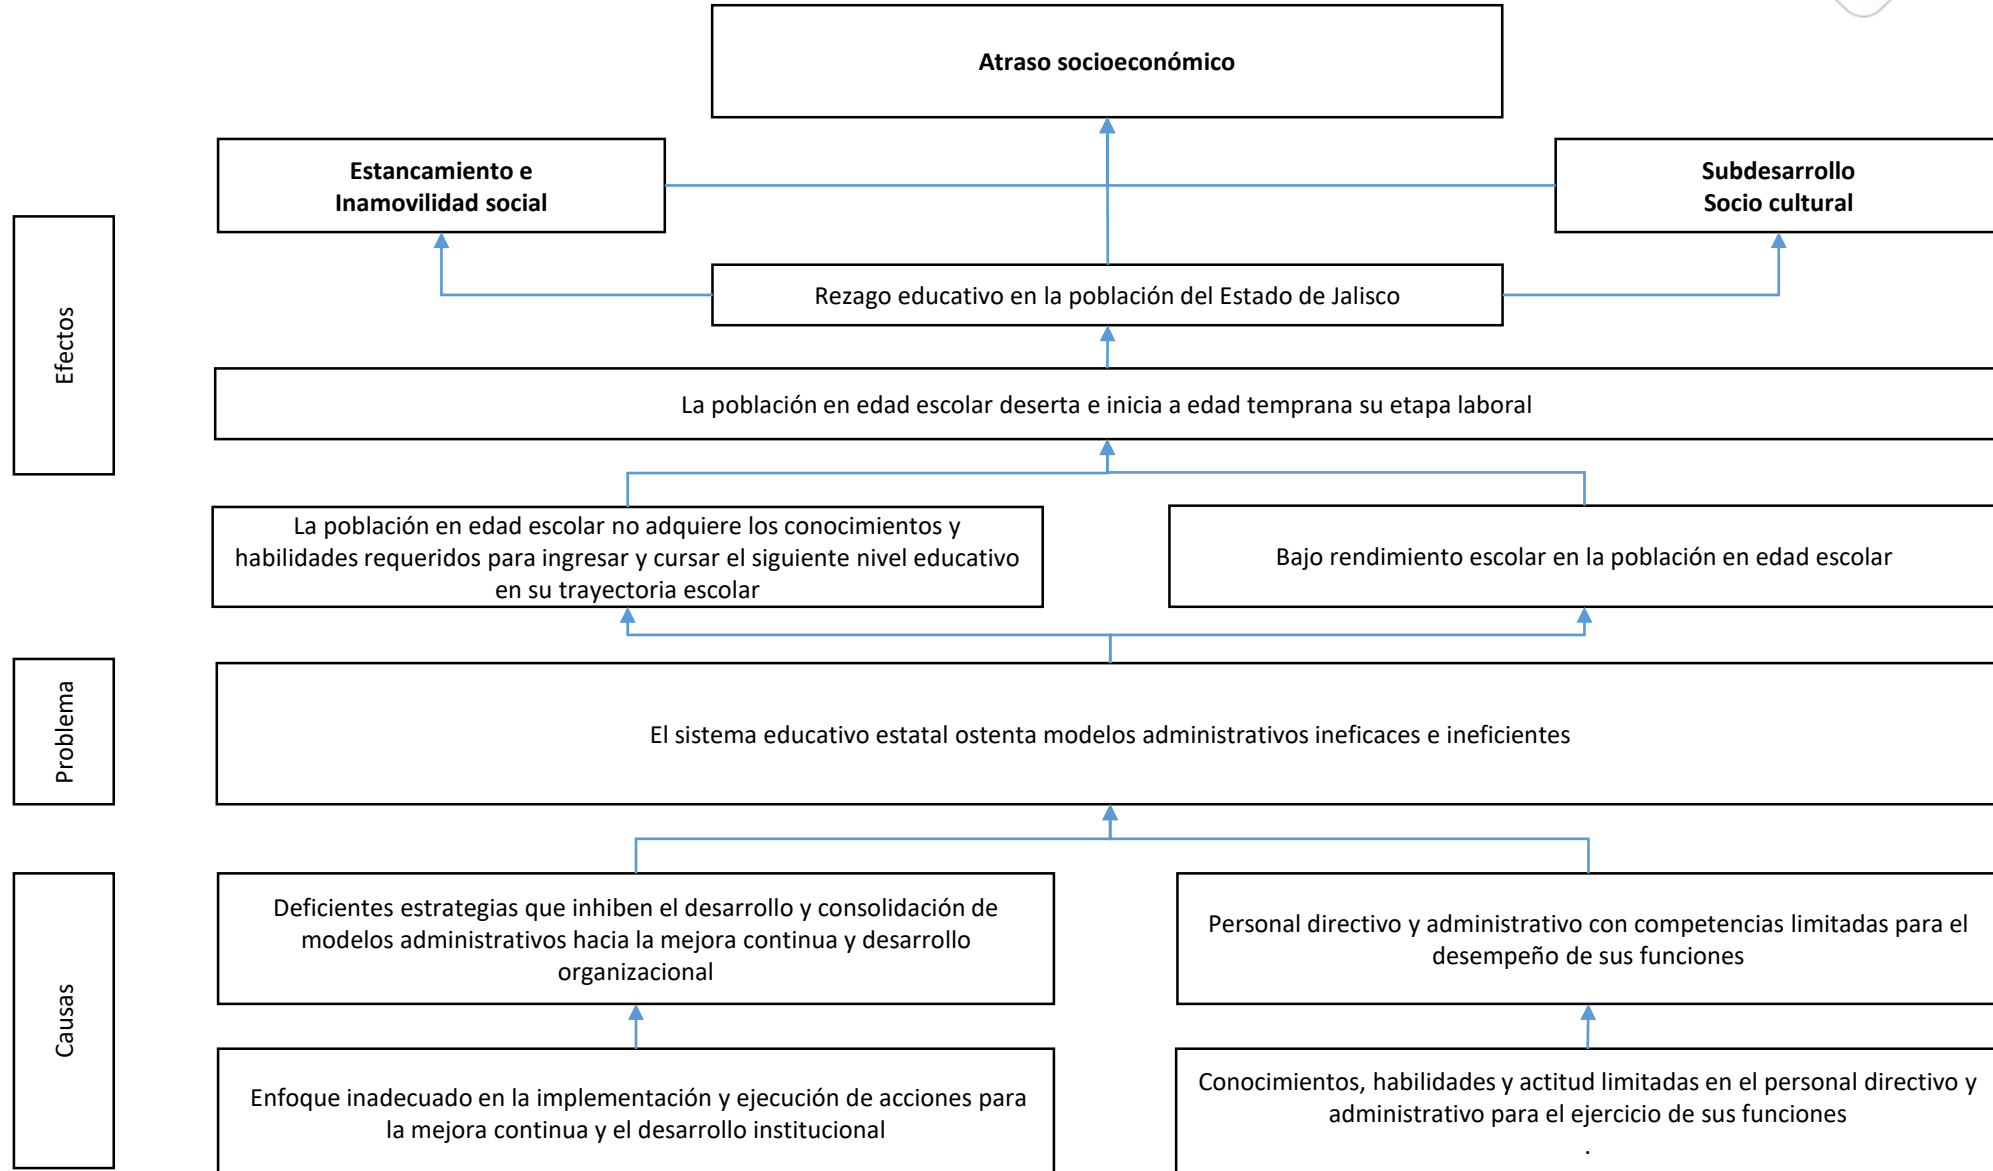 Atraso socioeconómico
Estancamiento e
Inamovilidad social
Subdesarrollo
Socio cultural
Efectos
Rezago educativo en la población del Estado de Jalisco
La población en edad escolar deserta e inicia a edad temprana su etapa laboral
La población en edad escolar no adquiere los conocimientos y
habilidades requeridos para ingresar y cursar el siguiente nivel educativo
en su trayectoria escolar
Bajo rendimiento escolar en la población en edad escolar
Problema
El sistema educativo estatal ostenta modelos administrativos ineficaces e ineficientes
Causas
Deficientes estrategias que inhiben el desarrollo y consolidación de
modelos administrativos hacia la mejora continua y desarrollo
organizacional
Personal directivo y administrativo con competencias limitadas para el
desempeño de sus funciones
Enfoque inadecuado en la implementación y ejecución de acciones para
la mejora continua y el desarrollo institucional
Conocimientos, habilidades y actitud limitadas en el personal directivo y
administrativo para el ejercicio de sus funciones
.